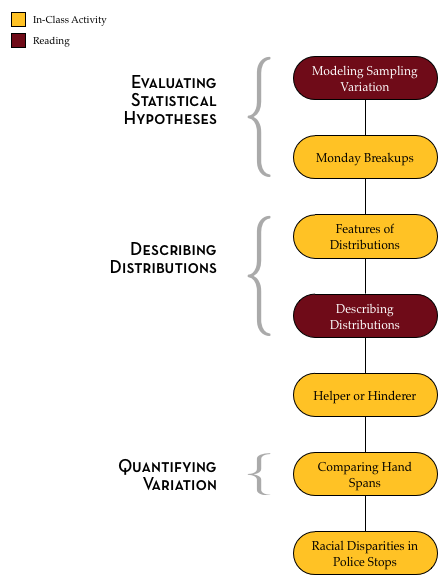 In-Class Activity
Reading
EVALUATING
STATISTICAL
HYPOTHESES
Modeling Sampling
Variation
Monday Breakups
DESCRIBING
DISTRIBUTIONS
Features of
Distributions
Describing
Distributions
Helper or Hinderer
QUANTIFYING
VARIATION
Comparing Hand
Spans
Racial Disparities in
Police Stops